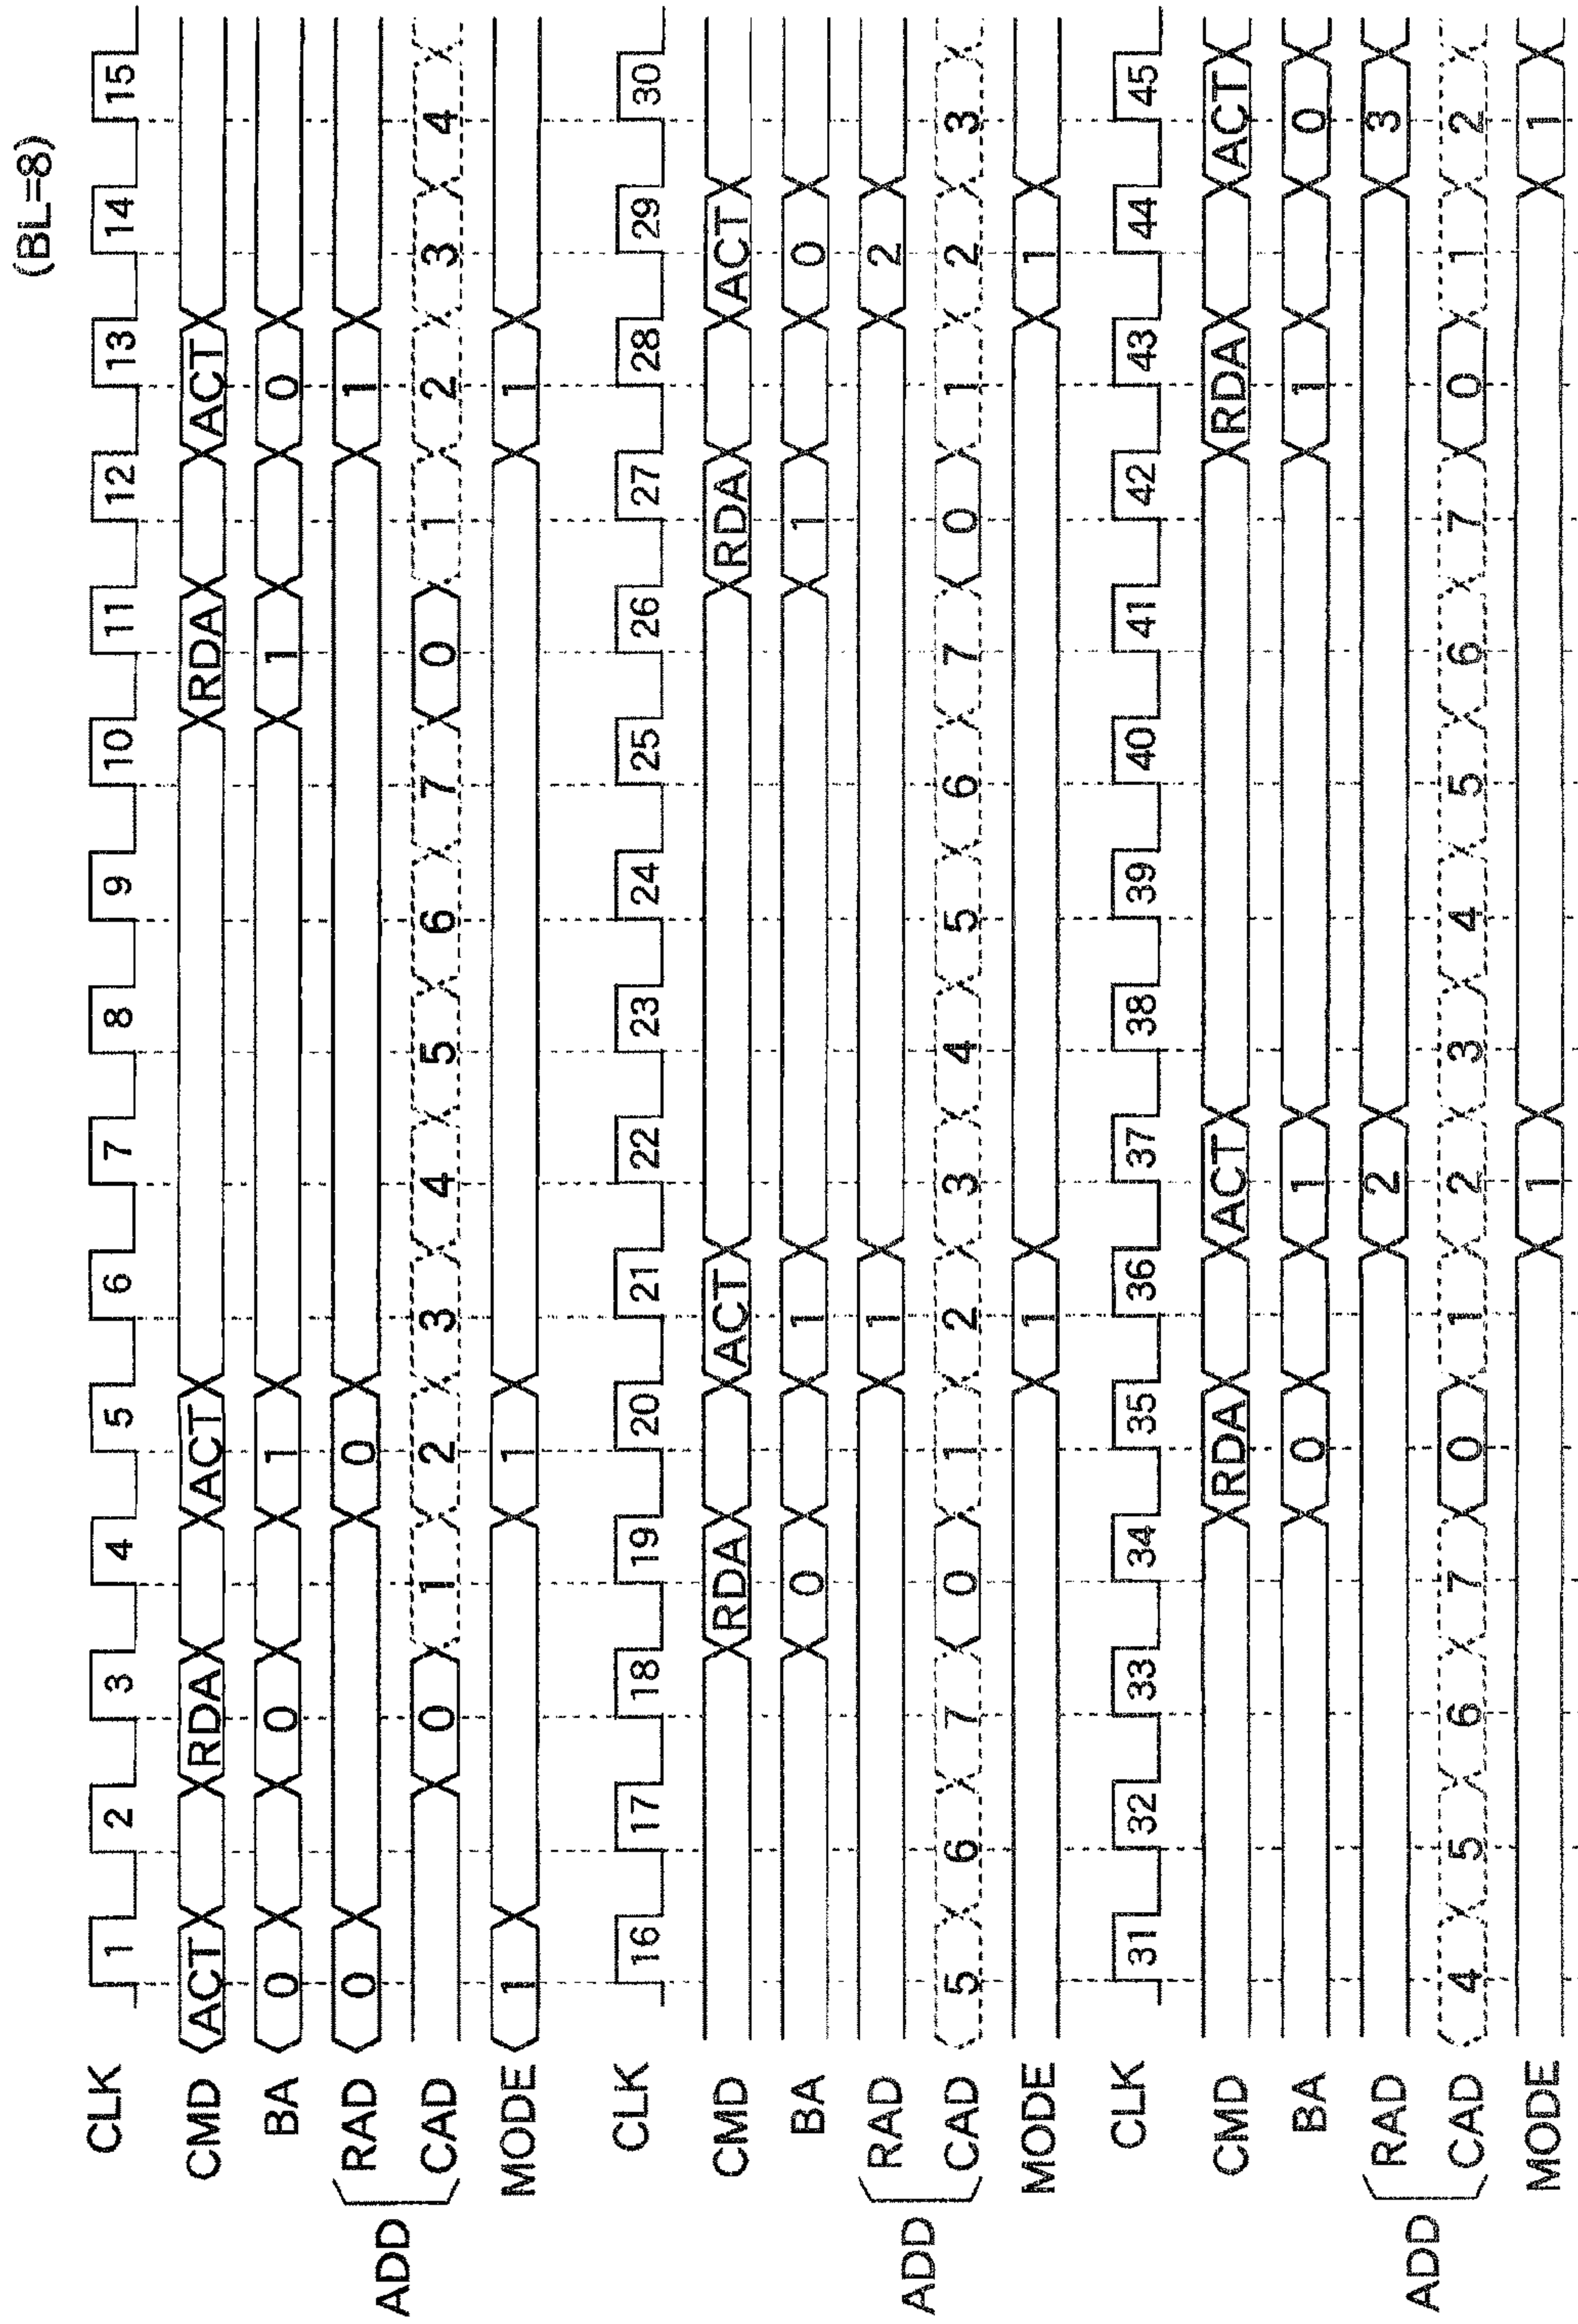 (BL=8)
CLK 1 2 3 4 5 6 7 8 9 10 11 12 13 14 15
CMD ACT RDA ACT RDA ACT
BA 0 0 1 1 0
ADD
RAD 0 0 1
CAD 0 1 2 3 4 5 6 7 0 1 2 3 4
MODE 1 1 1
CLK 16 17 18 19 20 21 22 23 24 25 26 27 28 29 30
CMD RDA ACT RDA ACT
BA 0 1 1 0
ADD
RAD 1 2
CAD 5 6 7 0 1 2 3 4 5 6 7 0 1 2 3
MODE 1 1
CLK 31 32 33 34 35 36 37 38 39 40 41 42 43 44 45
CMD RDA ACT RDA ACT
BA 0 1 1 0
ADD
RAD 2 3
CAD 4 5 6 7 0 1 2 3 4 5 6 7 0 1 2
MODE 1 1